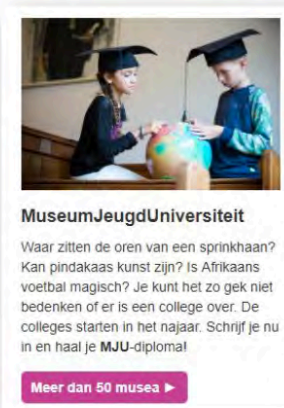 MuseumJeugdUniversiteit
Waar zitten de oren van een sprinkhaan?
Kan pindakaas kunst zijn? Is Afrikaans
voetbal magisch? Je kunt het zo gek niet
bedenken of er is een college over. De
colleges starten in het najaar. Schrijf je nu
in en haal je MJU-diploma!
Meer dan 50 musea ►